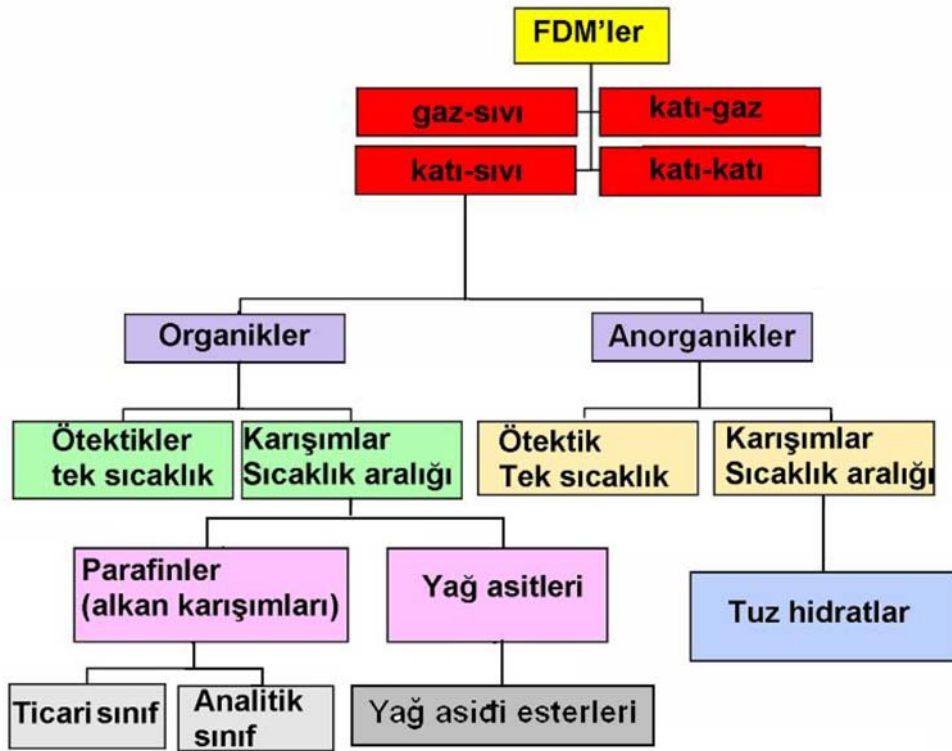 FDM’ler
gaz-sıvı
katı-gaz
katı-sıvı
katı-katı
Organikler
Anorganikler
Ötektikler
tek sıcaklık
Karışımlar
Sıcaklık aralığı
Ötektik
Tek sıcaklık
Karışımlar
Sıcaklık aralığı
Parafinler
(alkan karışımları)
Yağ asitleri
Tuz hidratlar
Ticari sınıf
Analitik
sınıf
Yağ asidi esterleri